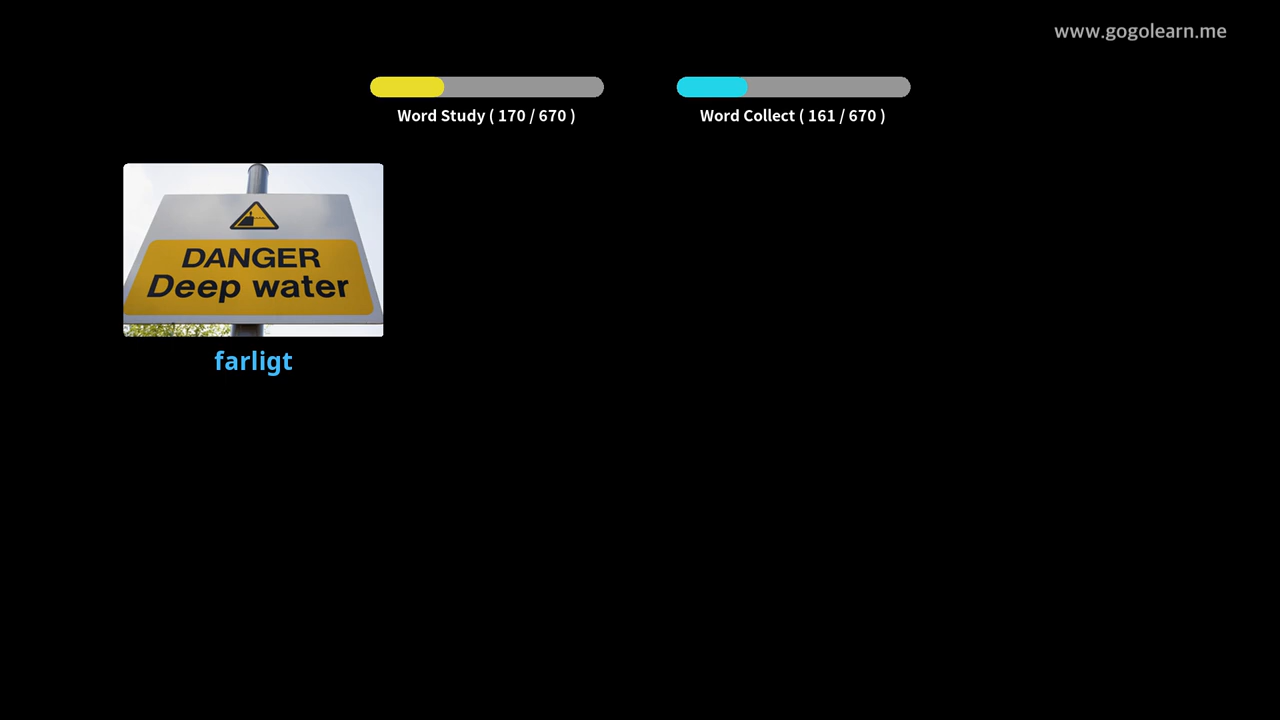 www.gogolearn.me
Word Study ( 170 / 670 )
Word Collect ( 161 / 670 )
DANGER
Deep water
farligt